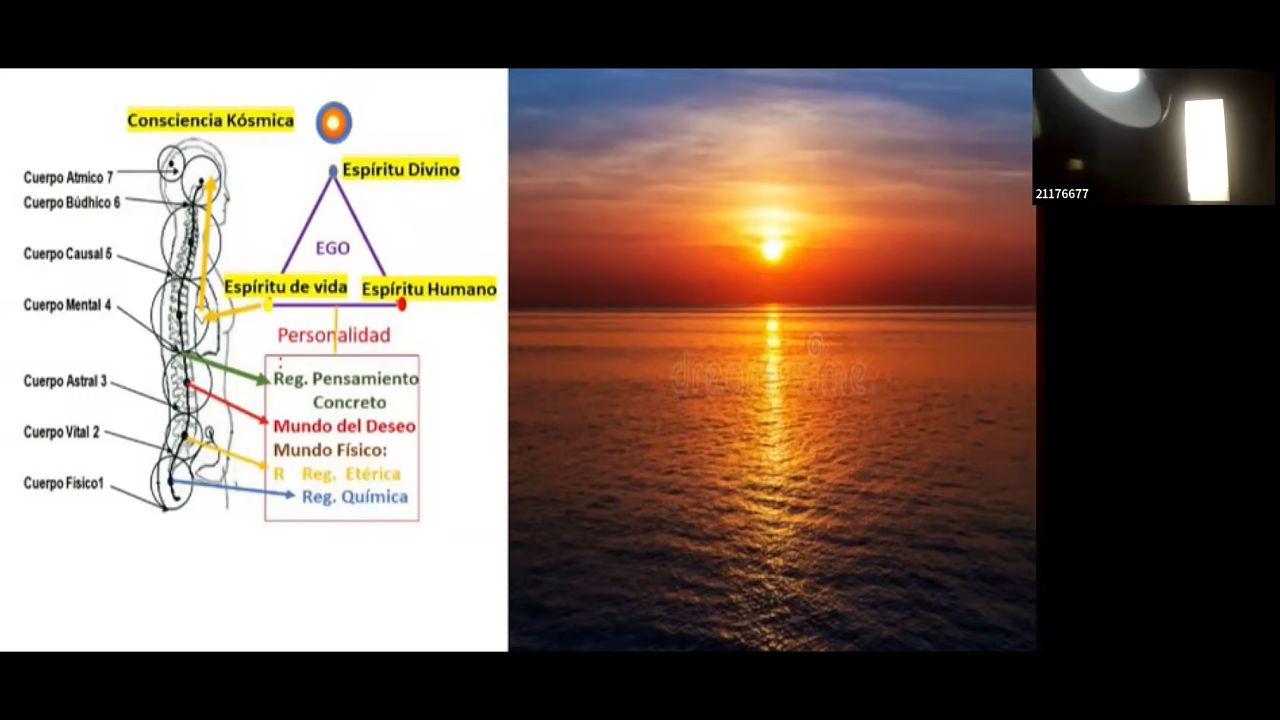 Consciencia Kósmica
Espíritu Divino
Cuerpo Atmico 7
Cuerpo Búdhico 6
EGO
Cuerpo Causal 5
Espíritu de vida
Espíritu Humano
Cuerpo Mental 4
Personalidad
:
Reg. Pensamiento
Concreto
Cuerpo Astral 3
Mundo del Deseo
Cuerpo Vital 2
Mundo Físico:
R Reg. Etérica
Cuerpo Físico1
Reg. Química
dreamstime
21176677